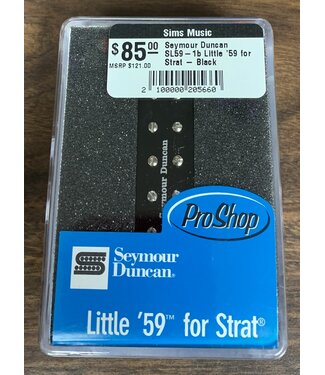 Sims Music
$85.00
MSRP $121.00
Seymour Duncan
SL59-1b Little '59 for
Strat - Black
2 100000 205660
Seymour Duncan
ProShop
Seymour
Duncan®
Little '59™ for Strat®